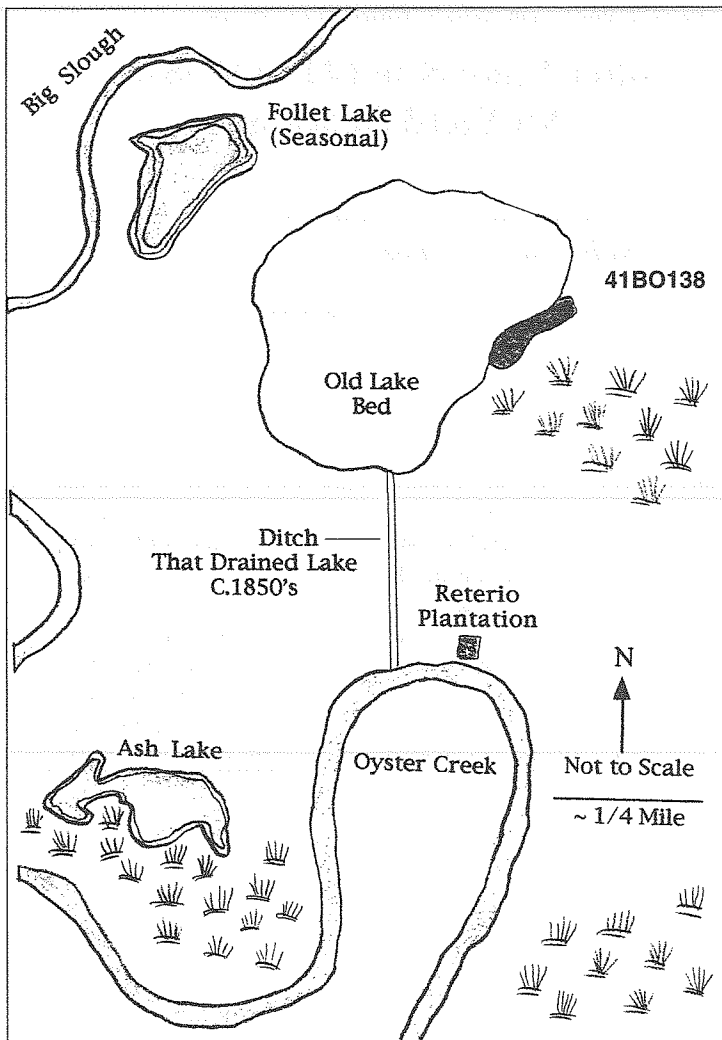 Big Slough
Follet Lake
(Seasonal)
41BO138
Old Lake
Bed
Ditch
That Drained Lake
C.1850's
Reterio
Plantation
N
Ash Lake
Oyster Creek
Not to Scale
~ 1/4 Mile